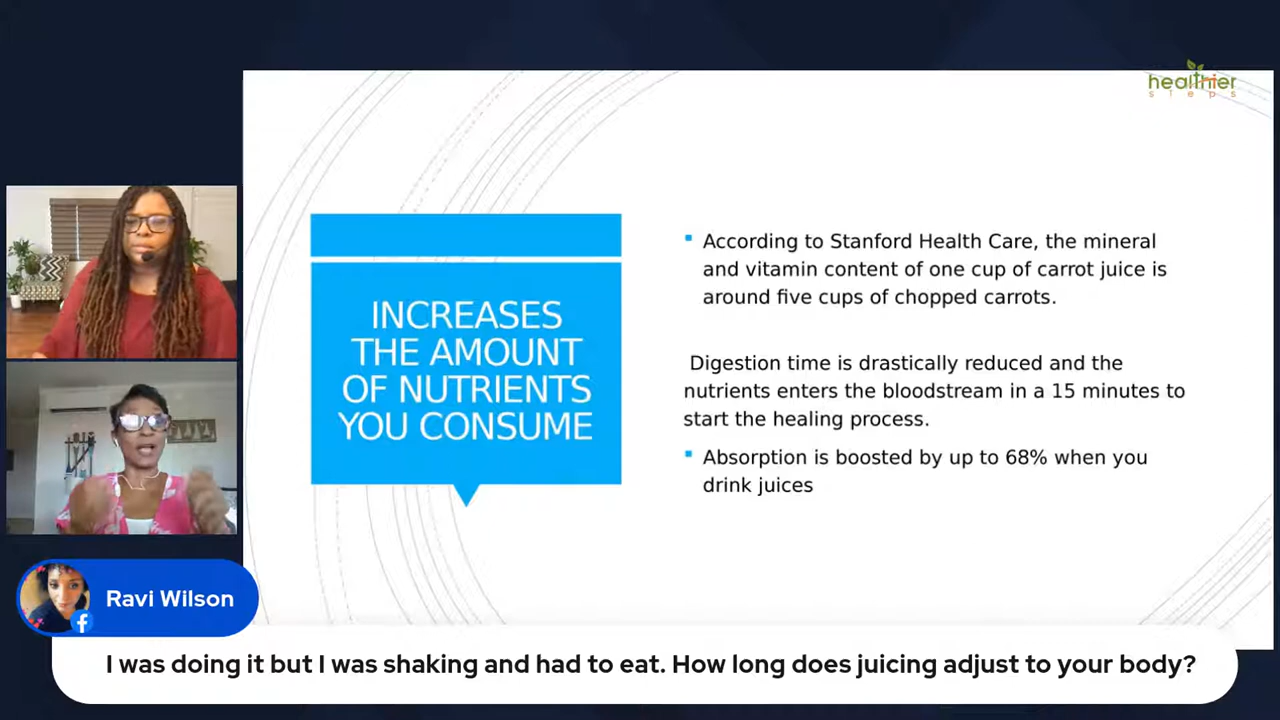 healthier
steps
INCREASES
THE AMOUNT
OF NUTRIENTS
YOU CONSUME
According to Stanford Health Care, the mineral
and vitamin content of one cup of carrot juice is
around five cups of chopped carrots.
Digestion time is drastically reduced and the
nutrients enters the bloodstream in a 15 minutes to
start the healing process.
Absorption is boosted by up to 68% when you
drink juices
Ravi Wilson
I was doing it but I was shaking and had to eat. How long does juicing adjust to your body?